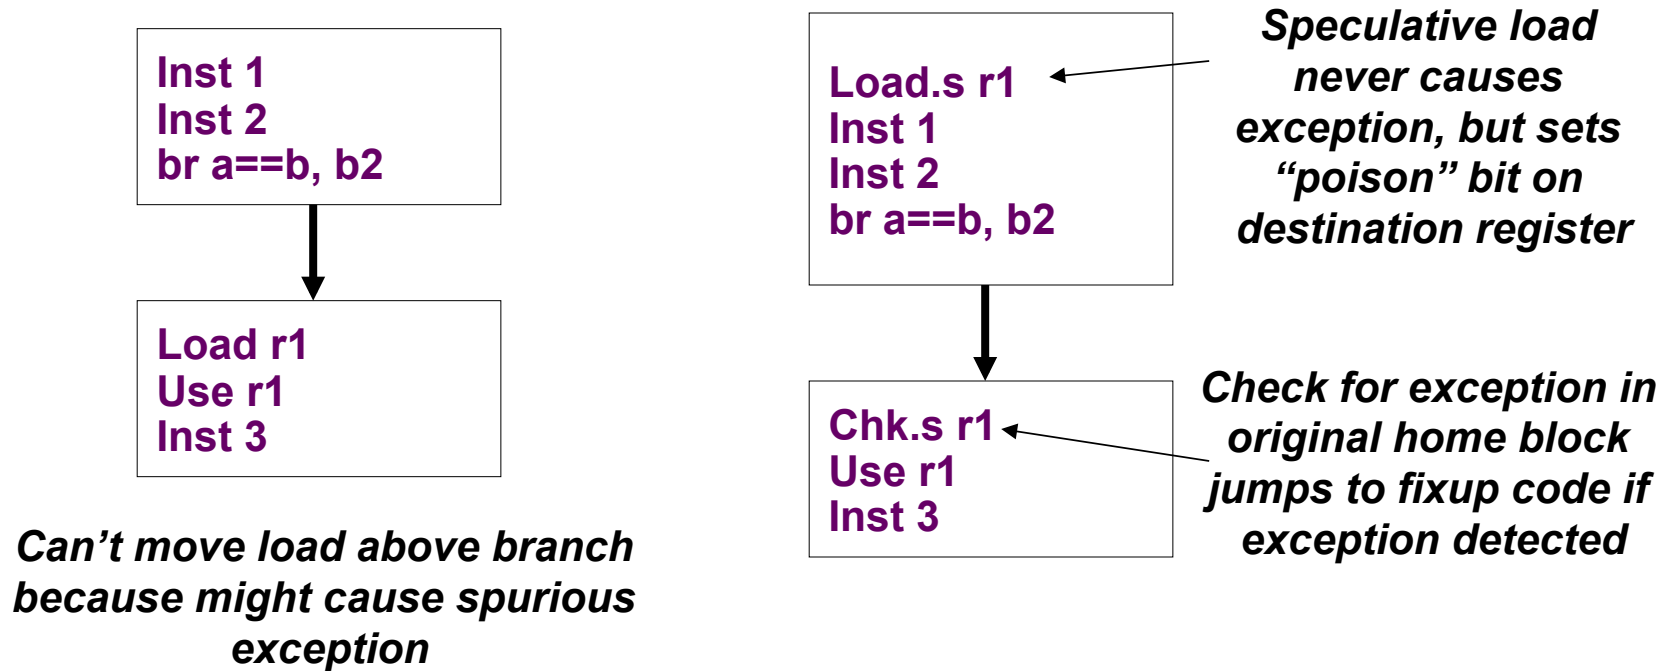 Inst 1
Inst 2
br a==b, b2
Load r1
Use r1
Inst 3
Can’t move load above branch
because might cause spurious
exception
Load.s r1
Inst 1
Inst 2
br a==b, b2
Chk.s r1
Use r1
Inst 3
Speculative load
never causes
exception, but sets
“poison” bit on
destination register
Check for exception in
original home block
jumps to fixup code if
exception detected